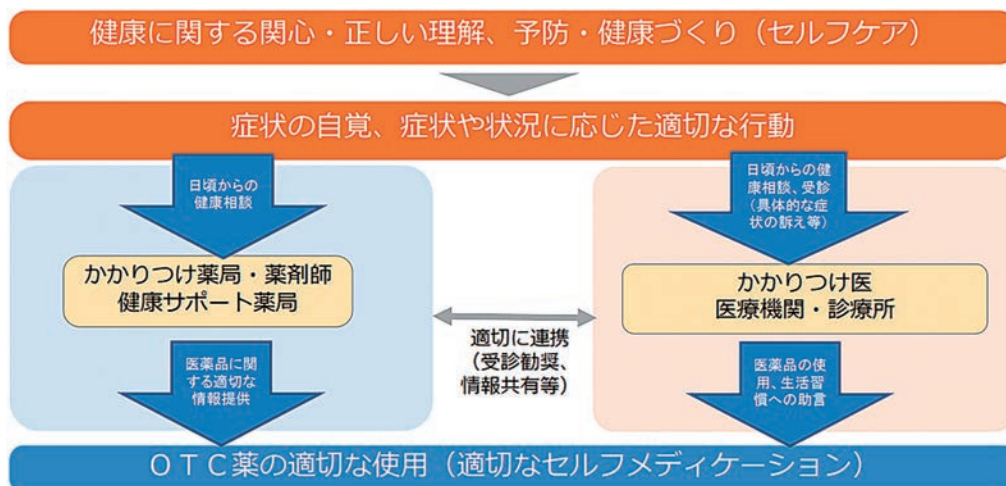 健康に関する関心・正しい理解、予防・健康づくり（セルフケア）
症状の自覚、症状や状況に応じた適切な行動
日頃からの
健康相談
かかりつけ薬局・薬剤師
健康サポート薬局
医薬品に関
する適切な
情報提供
適切に連携
（受診勧奨、
情報共有等）
日頃からの健
康相談、受診
（具体的な症
状の訴え等）
かかりつけ医
医療機関・診療所
医薬品の使
用、生活習
慣への助言
ＯＴＣ薬の適切な使用（適切なセルフメディケーション）